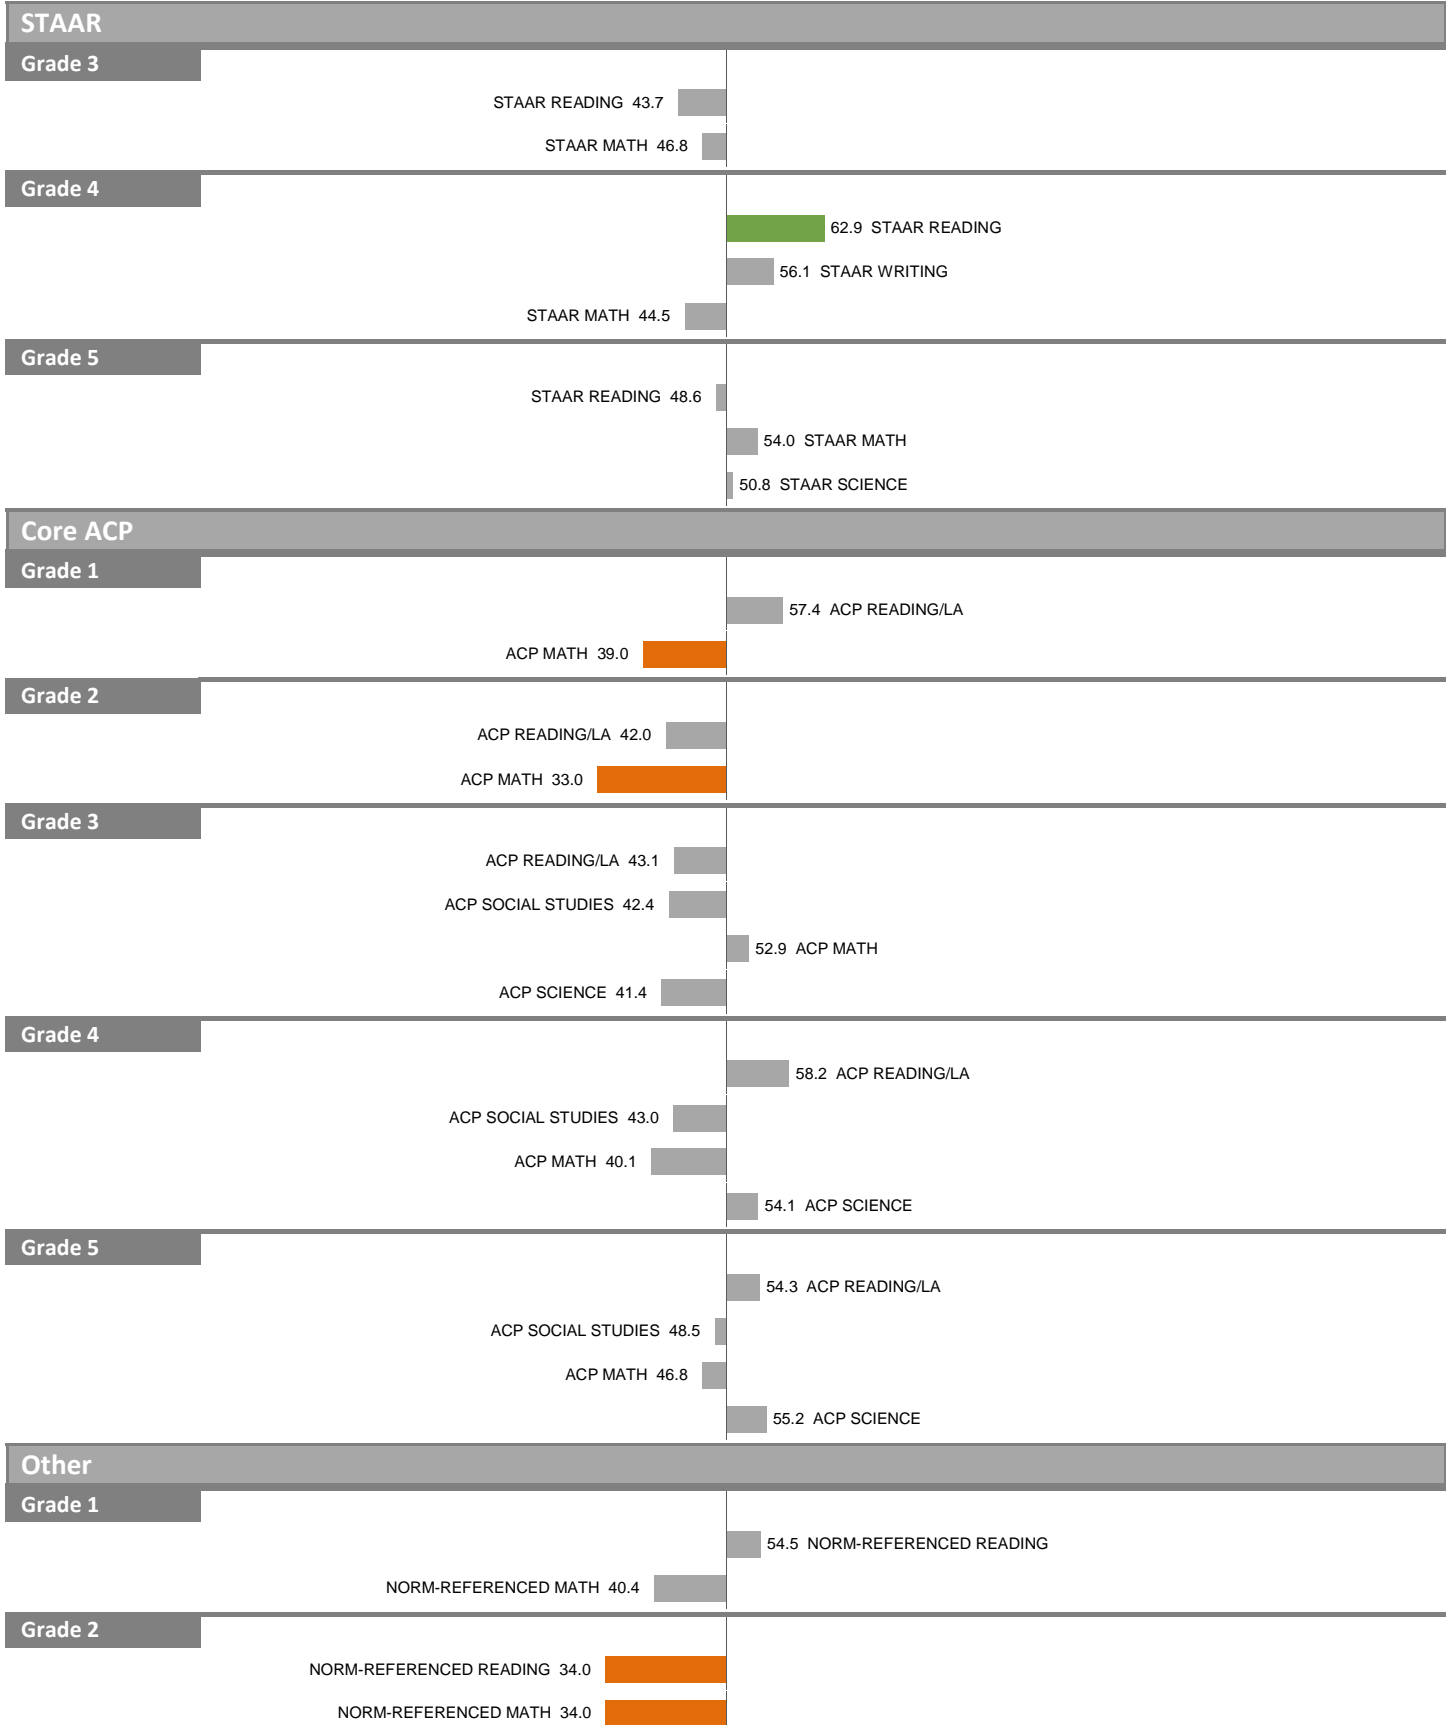 STAAR
Grade 3
STAAR READING 43.7
STAAR MATH 46.8
Grade 4
62.9 STAAR READING
56.1 STAAR WRITING
STAAR MATH 44.5
Grade 5
STAAR READING 48.6
54.0 STAAR MATH
50.8 STAAR SCIENCE
Core ACP
Grade 1
57.4 ACP READING/LA
ACP MATH 39.0
Grade 2
ACP READING/LA 42.0
ACP MATH 33.0
Grade 3
ACP READING/LA 43.1
ACP SOCIAL STUDIES 42.4
52.9 ACP MATH
ACP SCIENCE 41.4
Grade 4
58.2 ACP READING/LA
ACP SOCIAL STUDIES 43.0
ACP MATH 40.1
54.1 ACP SCIENCE
Grade 5
54.3 ACP READING/LA
ACP SOCIAL STUDIES 48.5
ACP MATH 46.8
55.2 ACP SCIENCE
Other
Grade 1
54.5 NORM-REFERENCED READING
NORM-REFERENCED MATH 40.4
Grade 2
NORM-REFERENCED READING 34.0
NORM-REFERENCED MATH 34.0